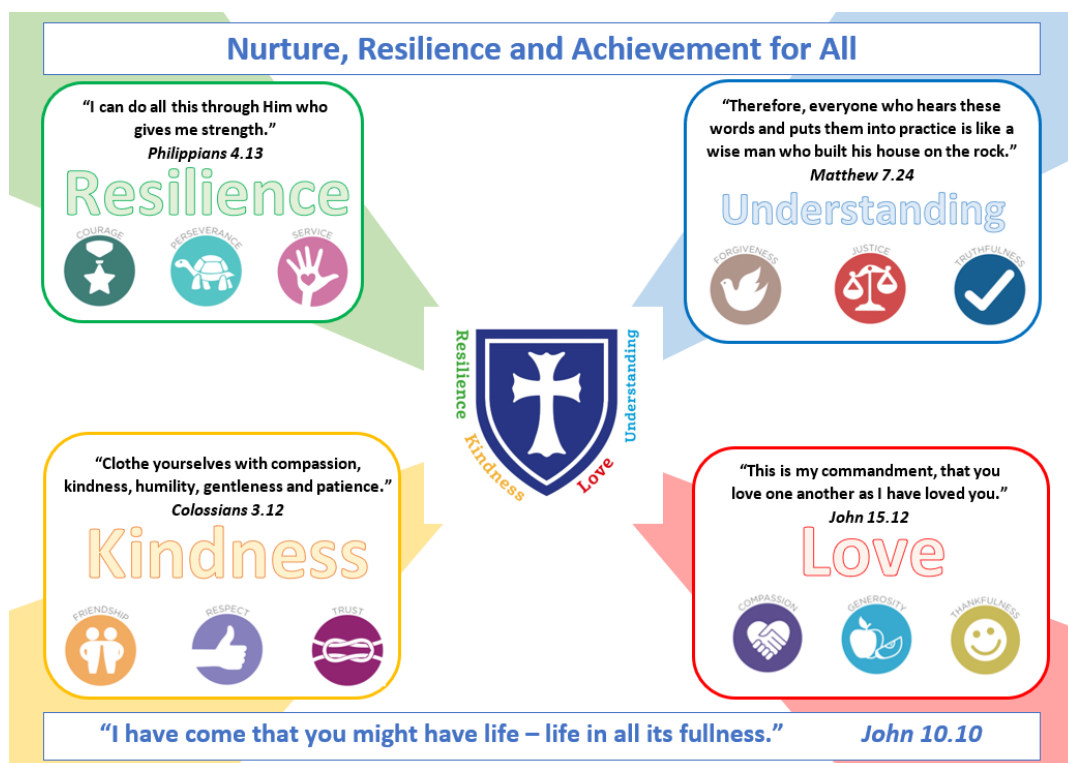 Nurture, Resilience and Achievement for All
“I can do all this through Him who
gives me strength.”
Philippians 4.13
Resilience
COURAGE
PERSEVERANCE
SERVICE
“Therefore, everyone who hears these
words and puts them into practice is like a
wise man who built his house on the rock.”
Matthew 7.24
Understanding
FORGIVENESS
JUSTICE
TRUTHFULNESS
Resilience
Kindness
Love
Understanding
“Clothe yourselves with compassion,
kindness, humility, gentleness and patience.”
Colossians 3.12
Kindness
FRIENDSHIP
RESPECT
TRUST
“This is my commandment, that you
love one another as I have loved you.”
John 15.12
Love
COMPASSION
GENEROSITY
THANKFULNESS
“I have come that you might have life – life in all its fullness.” John 10.10